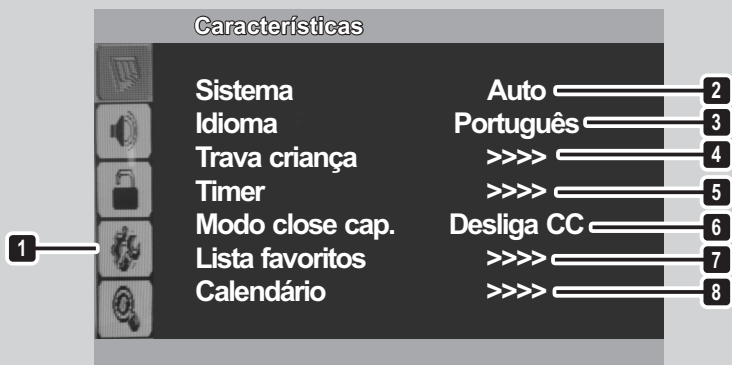 Características
Sistema Auto 2
Idioma Português 3
Trava criança >>>> 4
Timer >>>> 5
Modo close cap. Desliga CC 6
1
Lista favoritos >>>> 7
Calendário >>>> 8